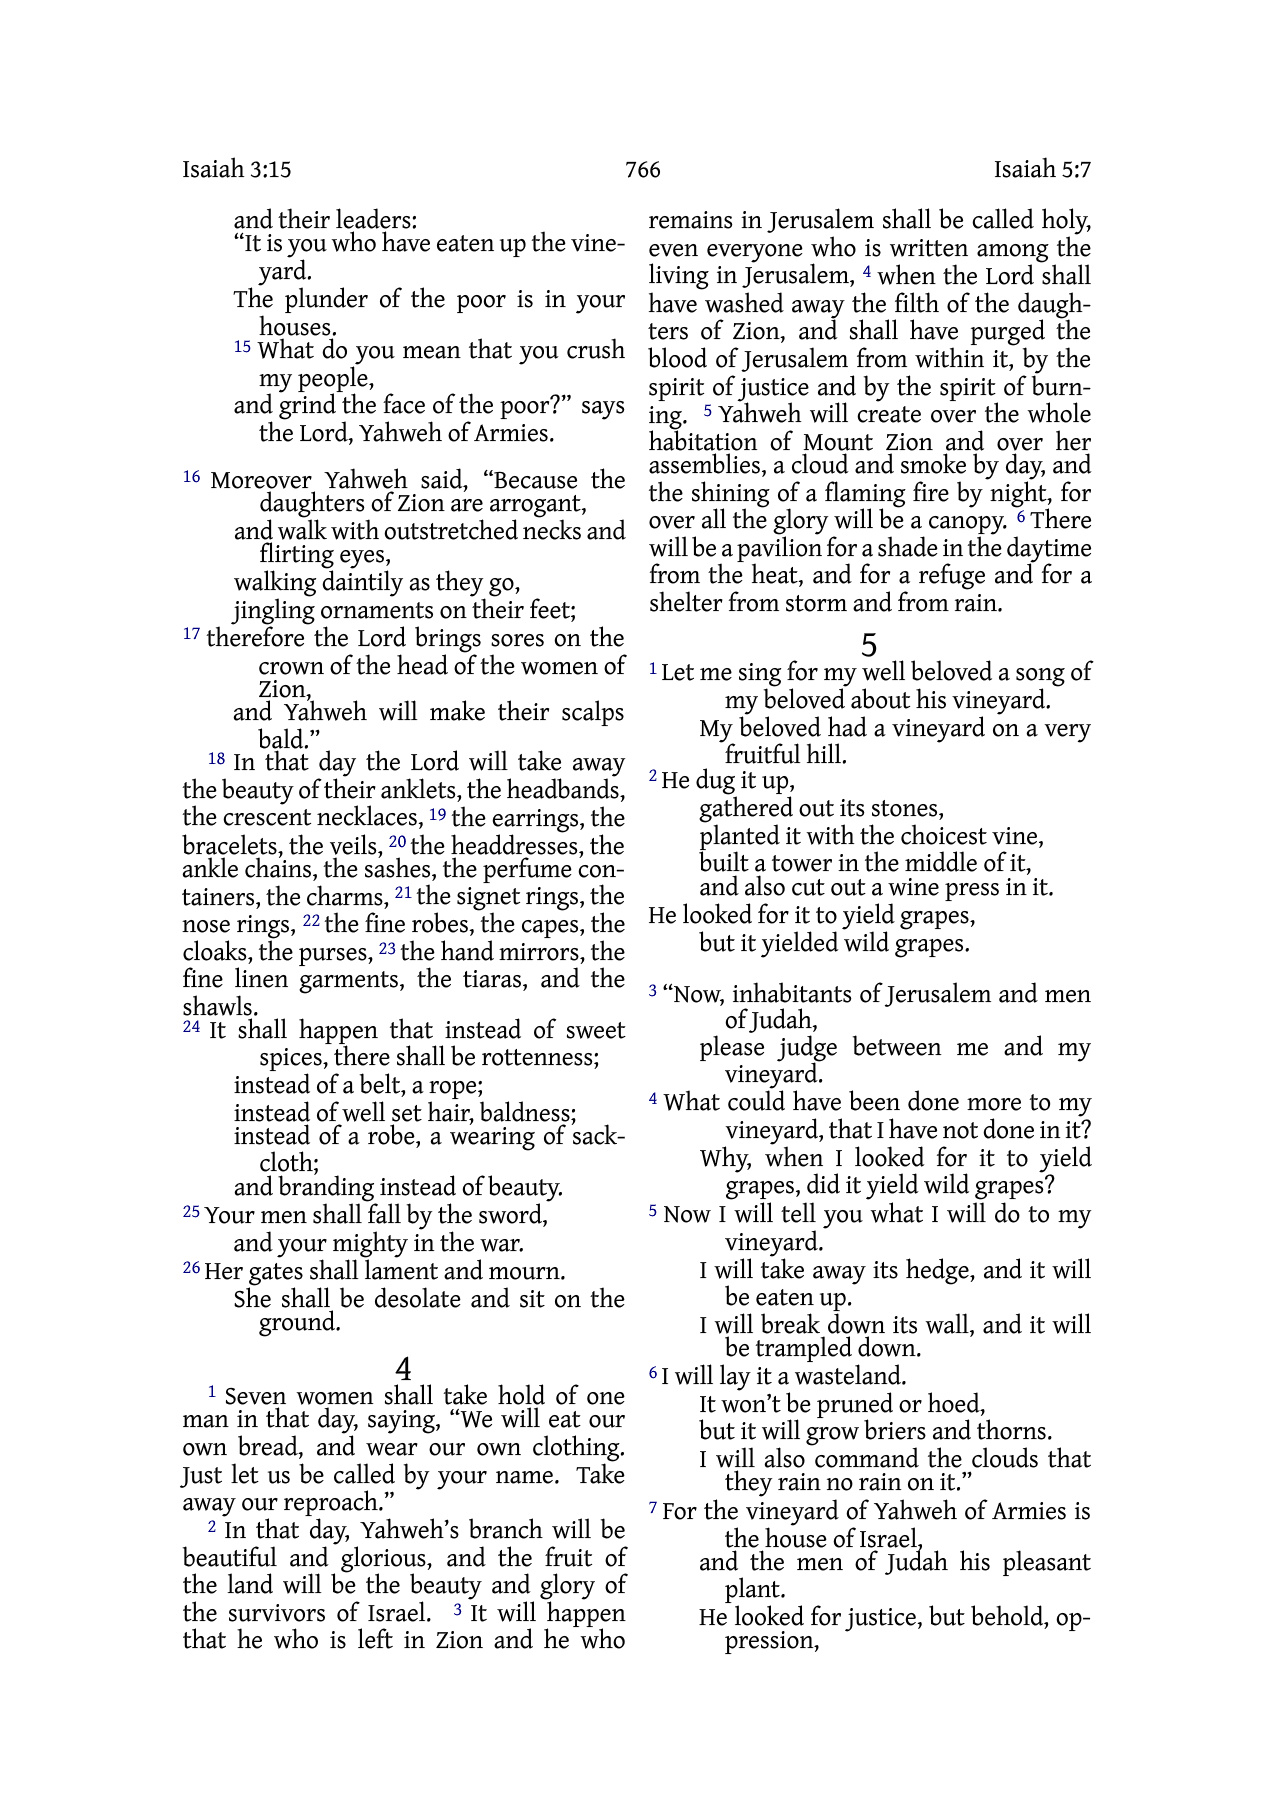 Isaiah 3:15 766 Isaiah 5:7
and their leaders:
“It is you who have eaten up the vine-
yard.
The plunder of the poor is in your
houses.
15 What do you mean that you crush
my people,
and grind the face of the poor?” says
the Lord, Yahweh of Armies.
16 Moreover Yahweh said, “Because the
daughters of Zion are arrogant,
and walk with outstretched necks and
flirting eyes,
walking daintily as they go,
jingling ornaments on their feet;
17 therefore the Lord brings sores on the
crown of the head of the women of
Zion,
and Yahweh will make their scalps
bald.”
18 In that day the Lord will take away
the beauty of their anklets, the headbands,
the crescent necklaces, 19 the earrings, the
bracelets, the veils, 20 the headdresses, the
ankle chains, the sashes, the perfume con-
tainers, the charms, 21 the signet rings, the
nose rings, 22 the fine robes, the capes, the
cloaks, the purses, 23 the hand mirrors, the
fine linen garments, the tiaras, and the
shawls.
24 It shall happen that instead of sweet
spices, there shall be rottenness;
instead of a belt, a rope;
instead of well set hair, baldness;
instead of a robe, a wearing of sack-
cloth;
and branding instead of beauty.
25 Your men shall fall by the sword,
and your mighty in the war.
26 Her gates shall lament and mourn.
She shall be desolate and sit on the
ground.
4
1 Seven women shall take hold of one
man in that day, saying, “We will eat our
own bread, and wear our own clothing.
Just let us be called by your name. Take
away our reproach.”
2 In that day, Yahweh’s branch will be
beautiful and glorious, and the fruit of
the land will be the beauty and glory of
the survivors of Israel. 3 It will happen
that he who is left in Zion and he who
remains in Jerusalem shall be called holy,
even everyone who is written among the
living in Jerusalem, 4 when the Lord shall
have washed away the filth of the daugh-
ters of Zion, and shall have purged the
blood of Jerusalem from within it, by the
spirit of justice and by the spirit of burn-
ing. 5 Yahweh will create over the whole
habitation of Mount Zion and over her
assemblies, a cloud and smoke by day, and
the shining of a flaming fire by night, for
over all the glory will be a canopy. 6 There
will be a pavilion for a shade in the daytime
from the heat, and for a refuge and for a
shelter from storm and from rain.
5
1 Let me sing for my well beloved a song of
my beloved about his vineyard.
My beloved had a vineyard on a very
fruitful hill.
2 He dug it up,
gathered out its stones,
planted it with the choicest vine,
built a tower in the middle of it,
and also cut out a wine press in it.
He looked for it to yield grapes,
but it yielded wild grapes.
3 “Now, inhabitants of Jerusalem and men
of Judah,
please judge between me and my
vineyard.
4 What could have been done more to my
vineyard, that I have not done in it?
Why, when I looked for it to yield
grapes, did it yield wild grapes?
5 Now I will tell you what I will do to my
vineyard.
I will take away its hedge, and it will
be eaten up.
I will break down its wall, and it will
be trampled down.
6 I will lay it a wasteland.
It won’t be pruned or hoed,
but it will grow briers and thorns.
I will also command the clouds that
they rain no rain on it.”
7 For the vineyard of Yahweh of Armies is
the house of Israel,
and the men of Judah his pleasant
plant.
He looked for justice, but behold, op-
pression,